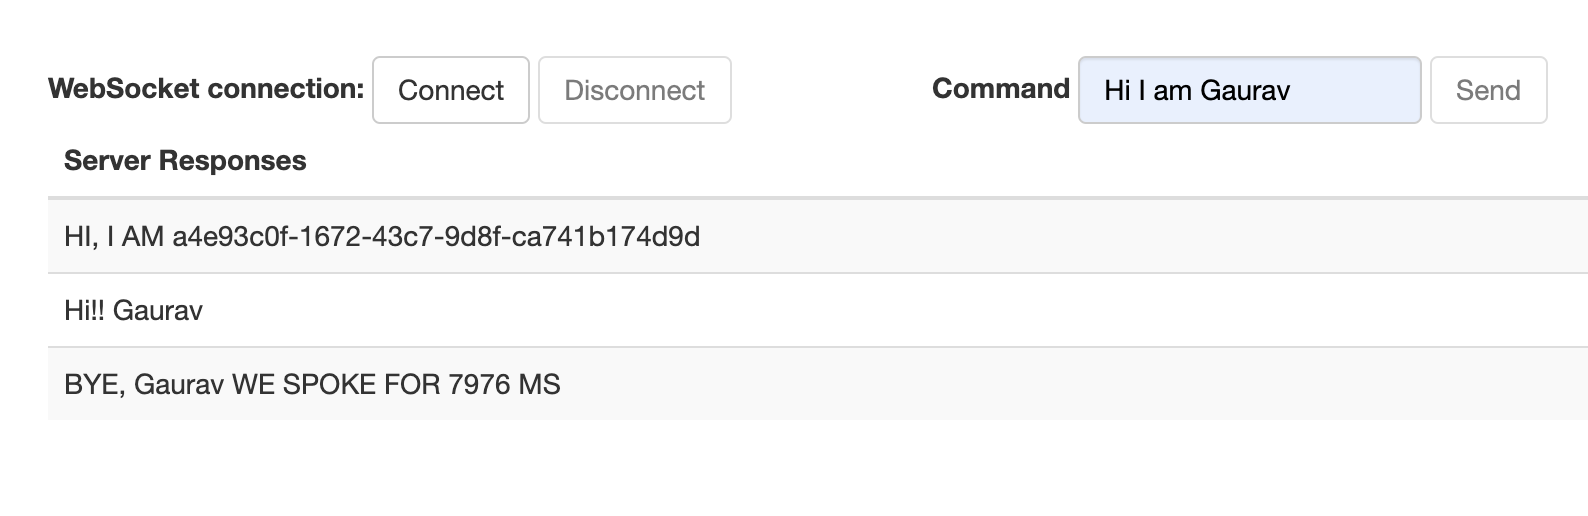 WebSocket connection: Connect Disconnect Command Hi I am Gaurav Send
Server Responses
HI, I AM a4e93c0f-1672-43c7-9d8f-ca741b174d9d
Hi!! Gaurav
BYE, Gaurav WE SPOKE FOR 7976 MS